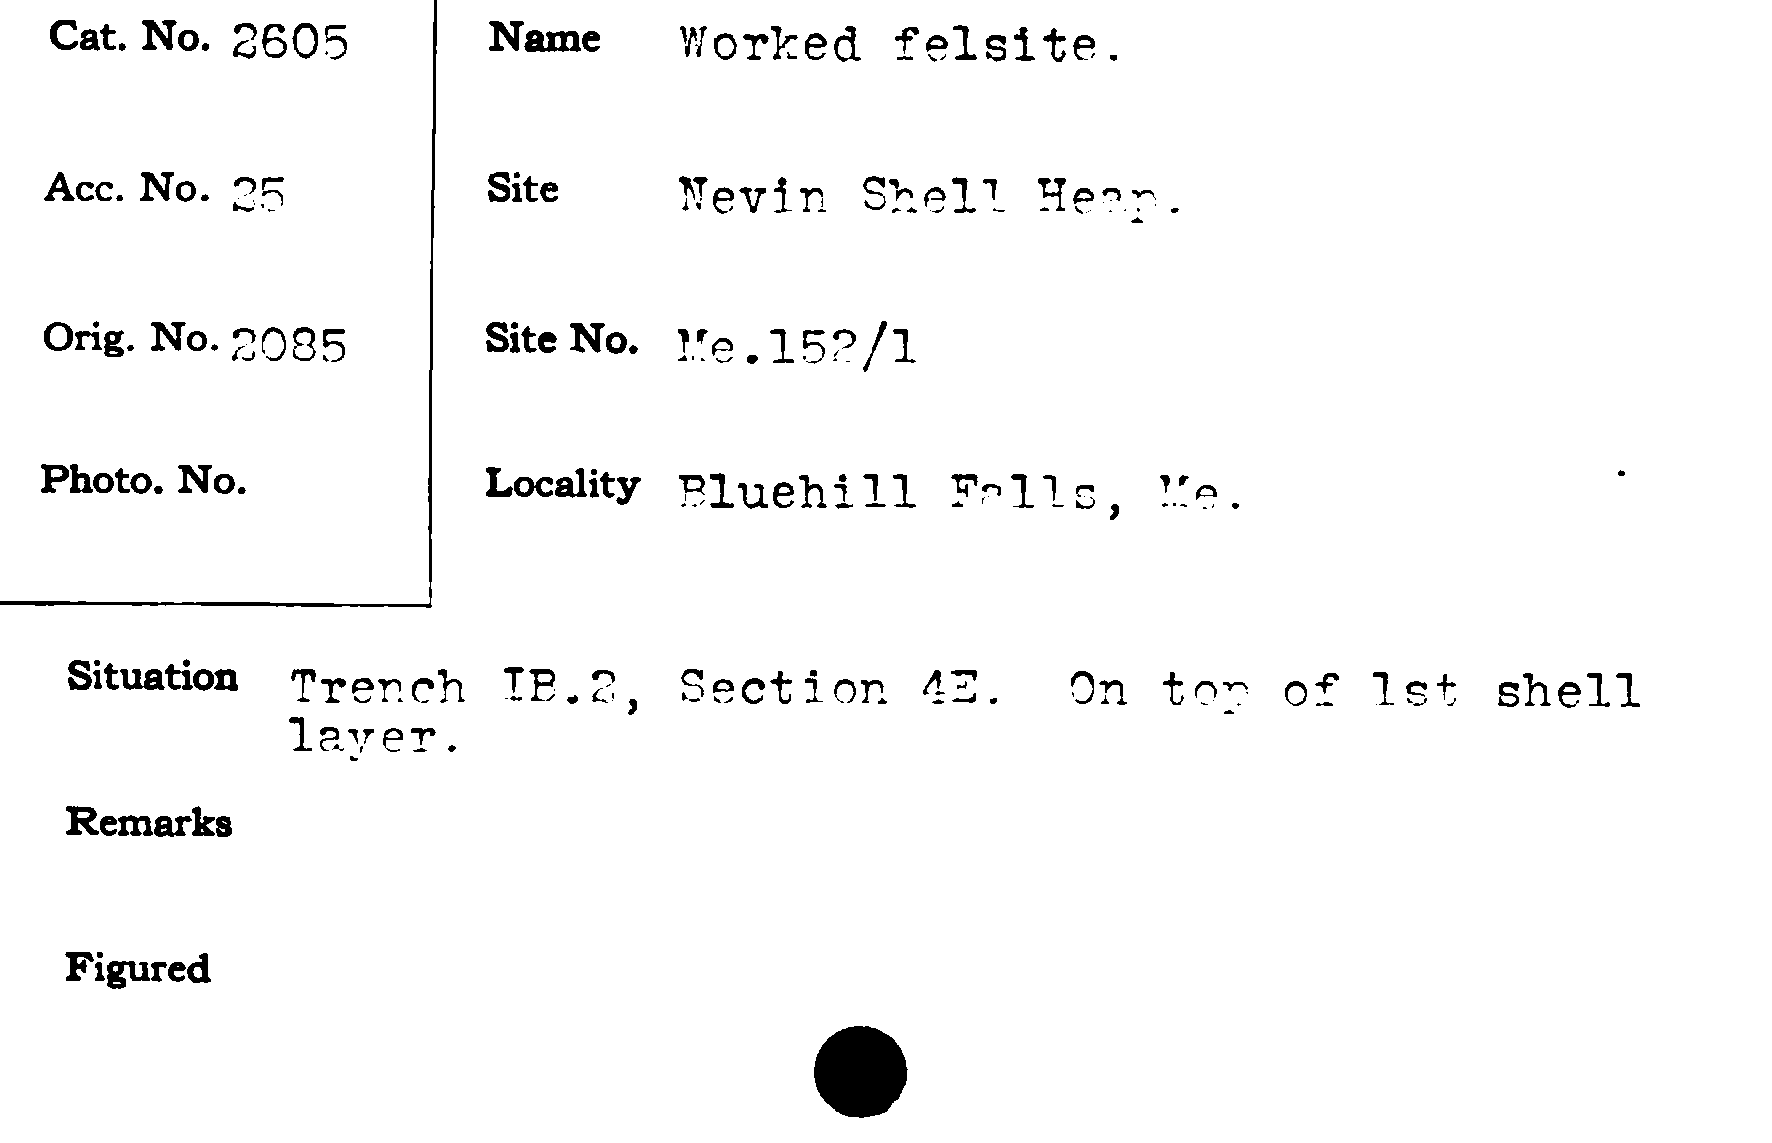 Cat. No. 2605
Name Worked felsite.
Acc. No. 25
Site Nevin Shell Heap.
Orig. No. 2085
Site No. Me.152/1
Photo. No.
Locality Bluehill Falls, Me.
Situation Trench IB.2, Section 4E. On top of 1st shell
layer.
Remarks
Figured